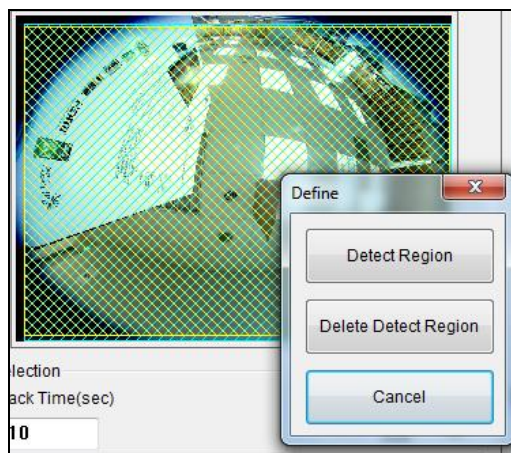 Define
Detect Region
Delete Detect Region
Cancel
election
ack Time(sec)
10